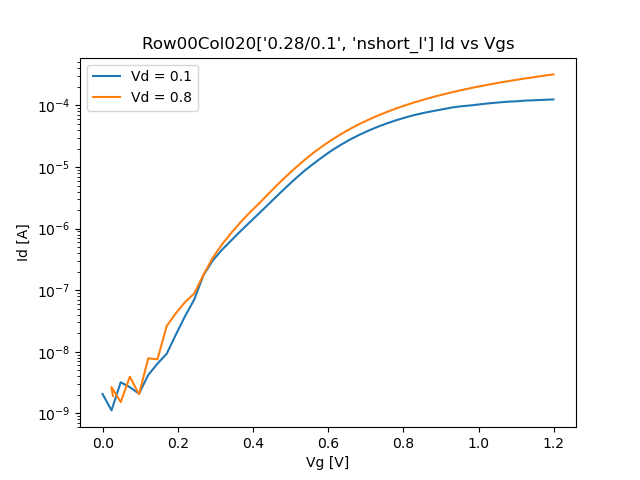 Row00Col020['0.28/0.1', 'nshort_l'] Id vs Vgs
Vd = 0.1
Vd = 0.8
Id [A]
10⁻⁴
10⁻⁵
10⁻⁶
10⁻⁷
10⁻⁸
10⁻⁹
0.0 0.2 0.4 0.6 0.8 1.0 1.2
Vg [V]